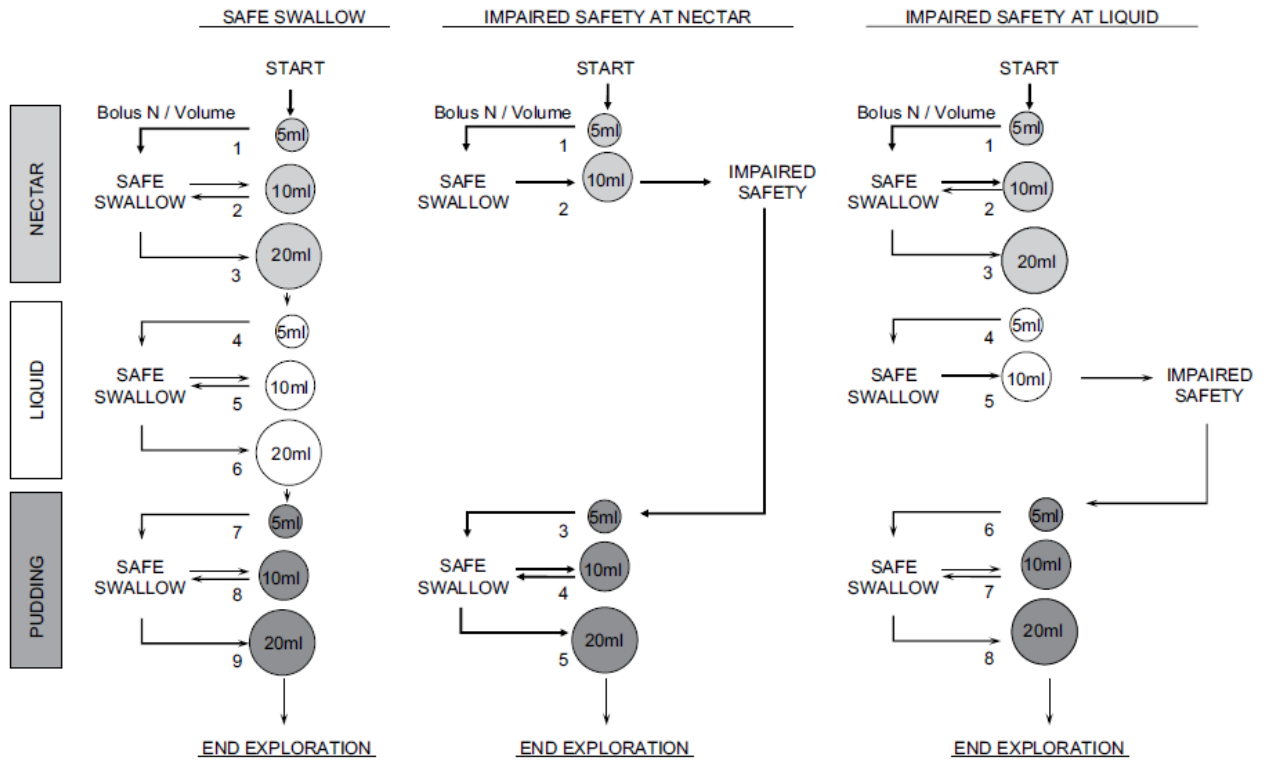 SAFE SWALLOW
START
Bolus N / Volume
5ml
1
SAFE
SWALLOW
10ml
2
20ml
3
5ml
4
SAFE
SWALLOW
10ml
5
20ml
6
5ml
7
SAFE
SWALLOW
10ml
8
20ml
9
END EXPLORATION
IMPAIRED SAFETY AT NECTAR
START
Bolus N / Volume
5ml
1
SAFE
SWALLOW
10ml
2
IMPAIRED
SAFETY
5ml
3
SAFE
SWALLOW
10ml
4
20ml
5
END EXPLORATION
IMPAIRED SAFETY AT LIQUID
START
Bolus N / Volume
5ml
1
SAFE
SWALLOW
10ml
2
20ml
3
5ml
4
SAFE
SWALLOW
10ml
5
IMPAIRED
SAFETY
5ml
6
SAFE
SWALLOW
10ml
7
20ml
8
END EXPLORATION
NECTAR
LIQUID
PUDDING